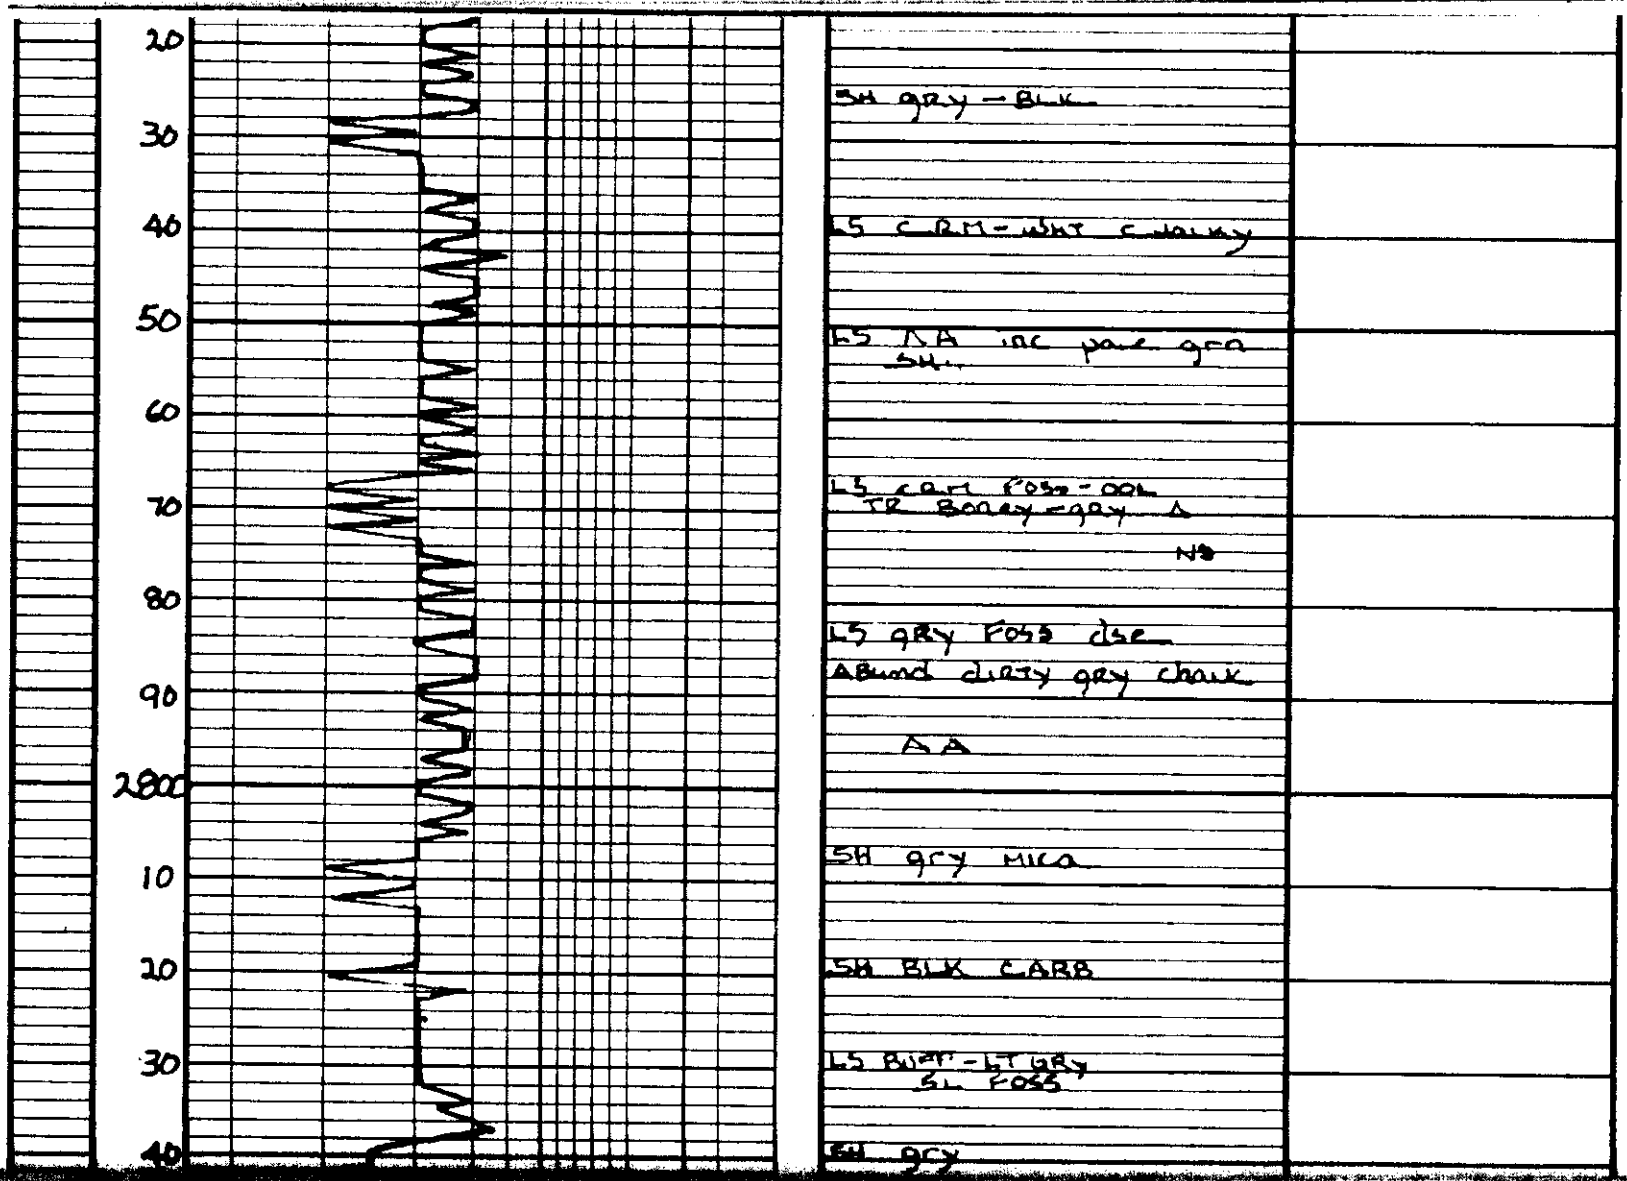 20
SH gRy - BLK
30
40
LS CRM - WHT CHALKY
50
LS AA inc pale grn
SH.
60
LS CRM FOSS - OOL
70
TR BONEY - gRy Δ
NS
80
LS gRy FOSS dse
ABund diRTy gRy chalk
90
AA
2800
SH gry MICA
10
20
SH BLK CARB
30
LS BUFF - LT GRy
SL FOSS
40
SH gry